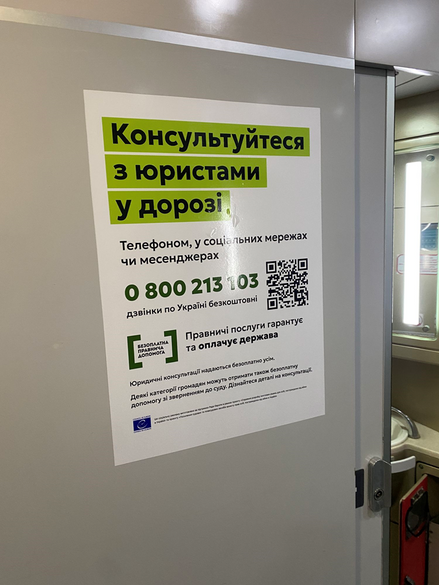 Консультуйтеся
з юристами
у дорозі
Телефоном, у соціальних мережах
чи месенджерах
0 800 213 103
дзвінки по Україні безкоштовні
БЕЗОПЛАТНА
ПРАВНИЧА
ДОПОМОГА
Правничі послуги гарантує
та оплачує держава
Юридичні консультації надаються безоплатно усім.
Деякі категорії громадян можуть отримати також безоплатну
допомогу зі зверненням до суду. Дізнайтеся деталі на консультації.